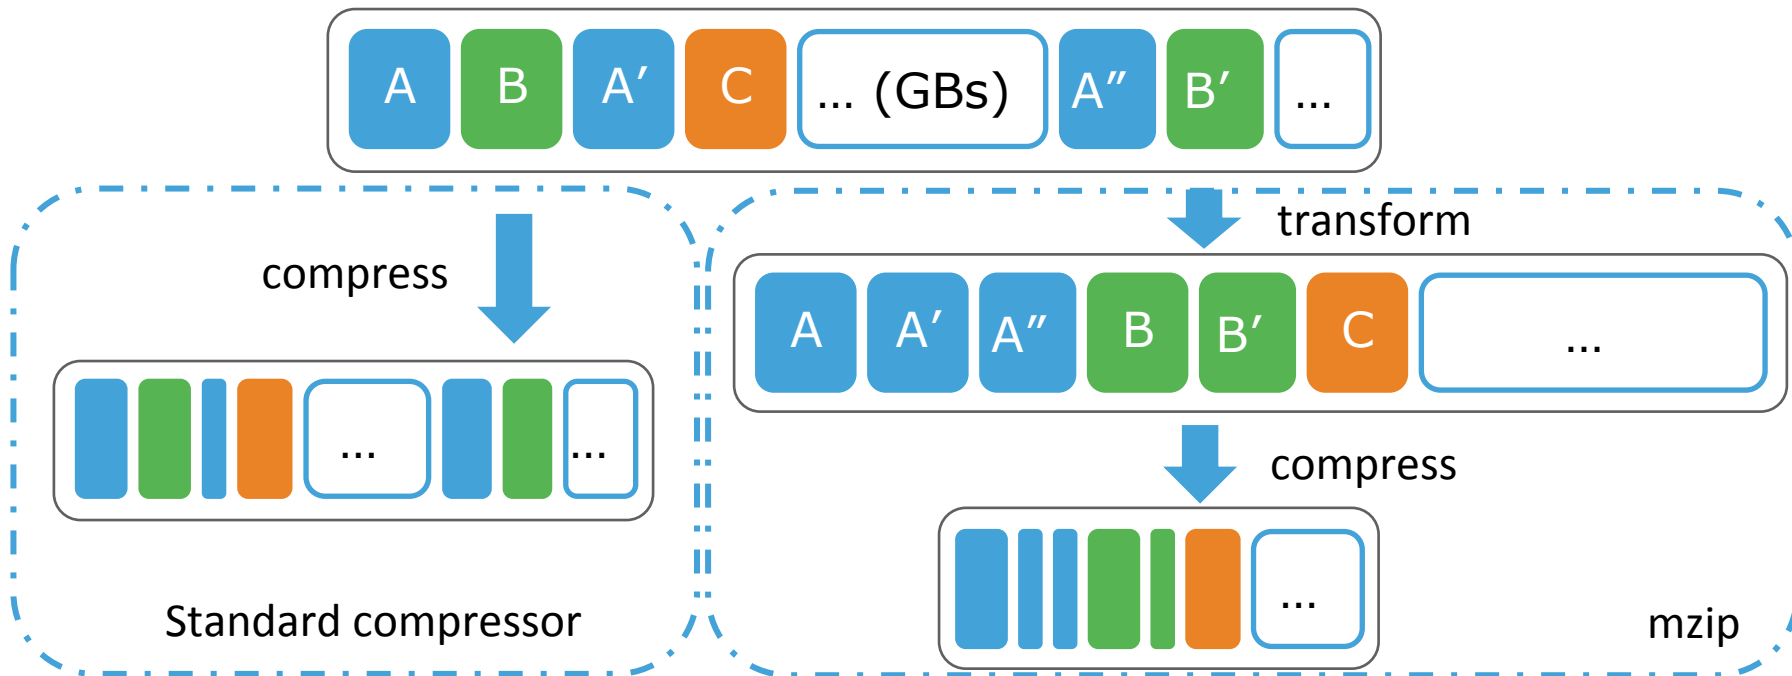 A B A′ C ... (GBs) A″ B′ ...
compress
... ...
Standard compressor
transform
A A′ A″ B B′ C ...
compress
...
mzip